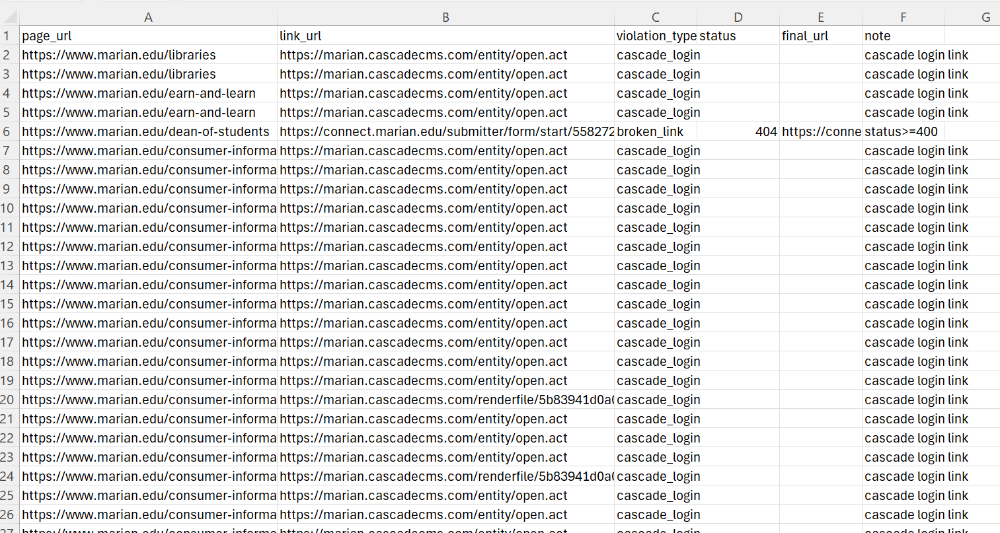 A B C D E F G
1 page_url link_url violation_type status final_url note
2 https://www.marian.edu/libraries https://marian.cascadecms.com/entity/open.act cascade_login cascade login link
3 https://www.marian.edu/libraries https://marian.cascadecms.com/entity/open.act cascade_login cascade login link
4 https://www.marian.edu/earn-and-learn https://marian.cascadecms.com/entity/open.act cascade_login cascade login link
5 https://www.marian.edu/earn-and-learn https://marian.cascadecms.com/entity/open.act cascade_login cascade login link
6 https://www.marian.edu/dean-of-students https://connect.marian.edu/submitter/form/start/558272 broken_link 404 https://conne status>=400
7 https://www.marian.edu/consumer-informa https://marian.cascadecms.com/entity/open.act cascade_login cascade login link
8 https://www.marian.edu/consumer-informa https://marian.cascadecms.com/entity/open.act cascade_login cascade login link
9 https://www.marian.edu/consumer-informa https://marian.cascadecms.com/entity/open.act cascade_login cascade login link
10 https://www.marian.edu/consumer-informa https://marian.cascadecms.com/entity/open.act cascade_login cascade login link
11 https://www.marian.edu/consumer-informa https://marian.cascadecms.com/entity/open.act cascade_login cascade login link
12 https://www.marian.edu/consumer-informa https://marian.cascadecms.com/entity/open.act cascade_login cascade login link
13 https://www.marian.edu/consumer-informa https://marian.cascadecms.com/entity/open.act cascade_login cascade login link
14 https://www.marian.edu/consumer-informa https://marian.cascadecms.com/entity/open.act cascade_login cascade login link
15 https://www.marian.edu/consumer-informa https://marian.cascadecms.com/entity/open.act cascade_login cascade login link
16 https://www.marian.edu/consumer-informa https://marian.cascadecms.com/entity/open.act cascade_login cascade login link
17 https://www.marian.edu/consumer-informa https://marian.cascadecms.com/entity/open.act cascade_login cascade login link
18 https://www.marian.edu/consumer-informa https://marian.cascadecms.com/entity/open.act cascade_login cascade login link
19 https://www.marian.edu/consumer-informa https://marian.cascadecms.com/entity/open.act cascade_login cascade login link
20 https://www.marian.edu/consumer-informa https://marian.cascadecms.com/renderfile/5b83941d0a cascade_login cascade login link
21 https://www.marian.edu/consumer-informa https://marian.cascadecms.com/entity/open.act cascade_login cascade login link
22 https://www.marian.edu/consumer-informa https://marian.cascadecms.com/entity/open.act cascade_login cascade login link
23 https://www.marian.edu/consumer-informa https://marian.cascadecms.com/entity/open.act cascade_login cascade login link
24 https://www.marian.edu/consumer-informa https://marian.cascadecms.com/renderfile/5b83941d0a cascade_login cascade login link
25 https://www.marian.edu/consumer-informa https://marian.cascadecms.com/entity/open.act cascade_login cascade login link
26 https://www.marian.edu/consumer-informa https://marian.cascadecms.com/entity/open.act cascade_login cascade login link